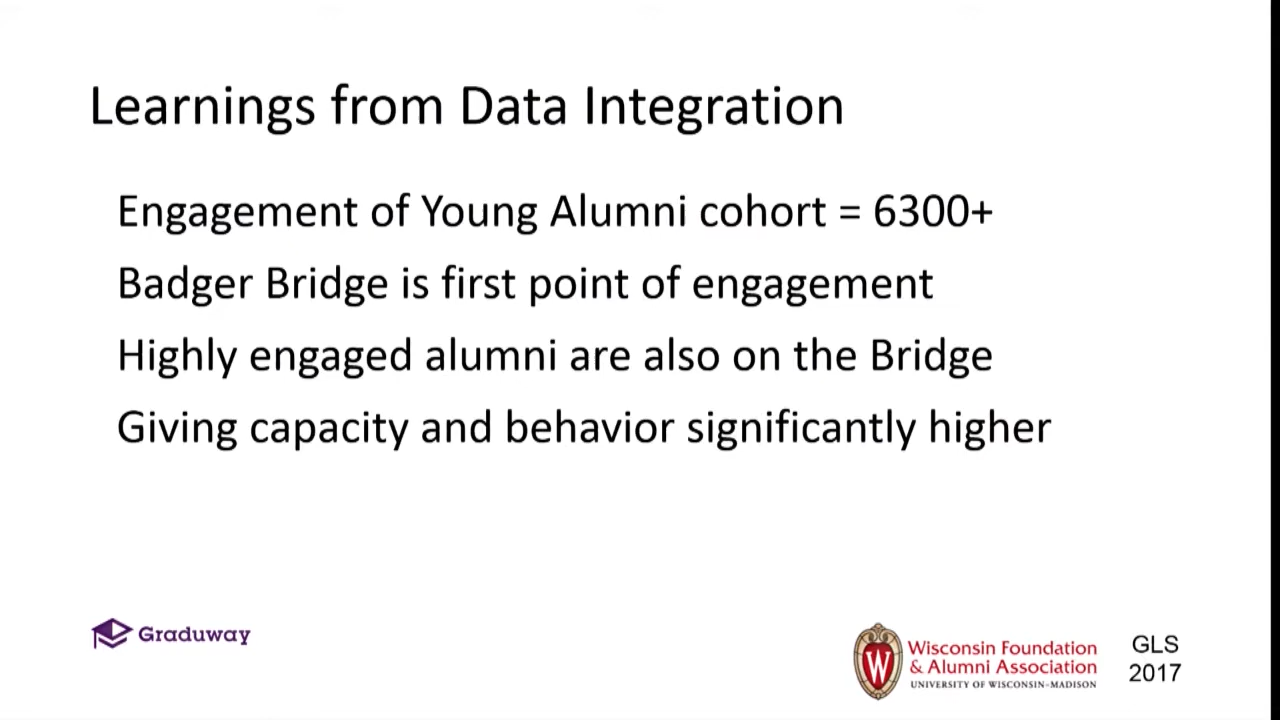 Learnings from Data Integration
Engagement of Young Alumni cohort = 6300+
Badger Bridge is first point of engagement
Highly engaged alumni are also on the Bridge
Giving capacity and behavior significantly higher
Graduway
W
Wisconsin Foundation
& Alumni Association
UNIVERSITY OF WISCONSIN–MADISON
GLS
2017